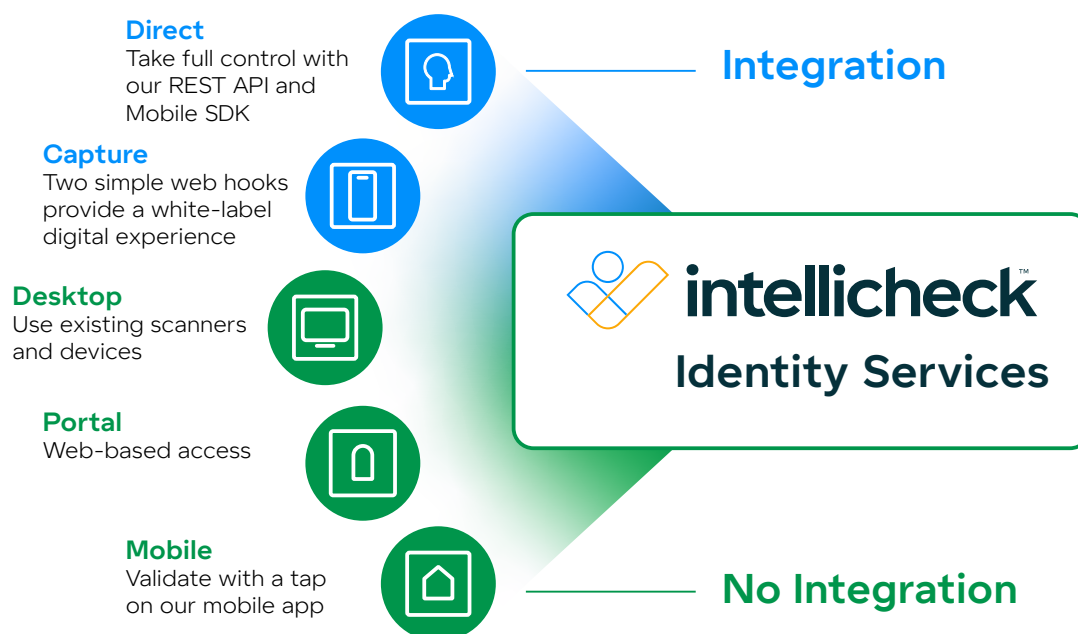 Direct
Take full control with
our REST API and
Mobile SDK
Integration
Capture
Two simple web hooks
provide a white-label
digital experience
Desktop
Use existing scanners
and devices
intellicheck™
Identity Services
Portal
Web-based access
Mobile
Validate with a tap
on our mobile app
No Integration